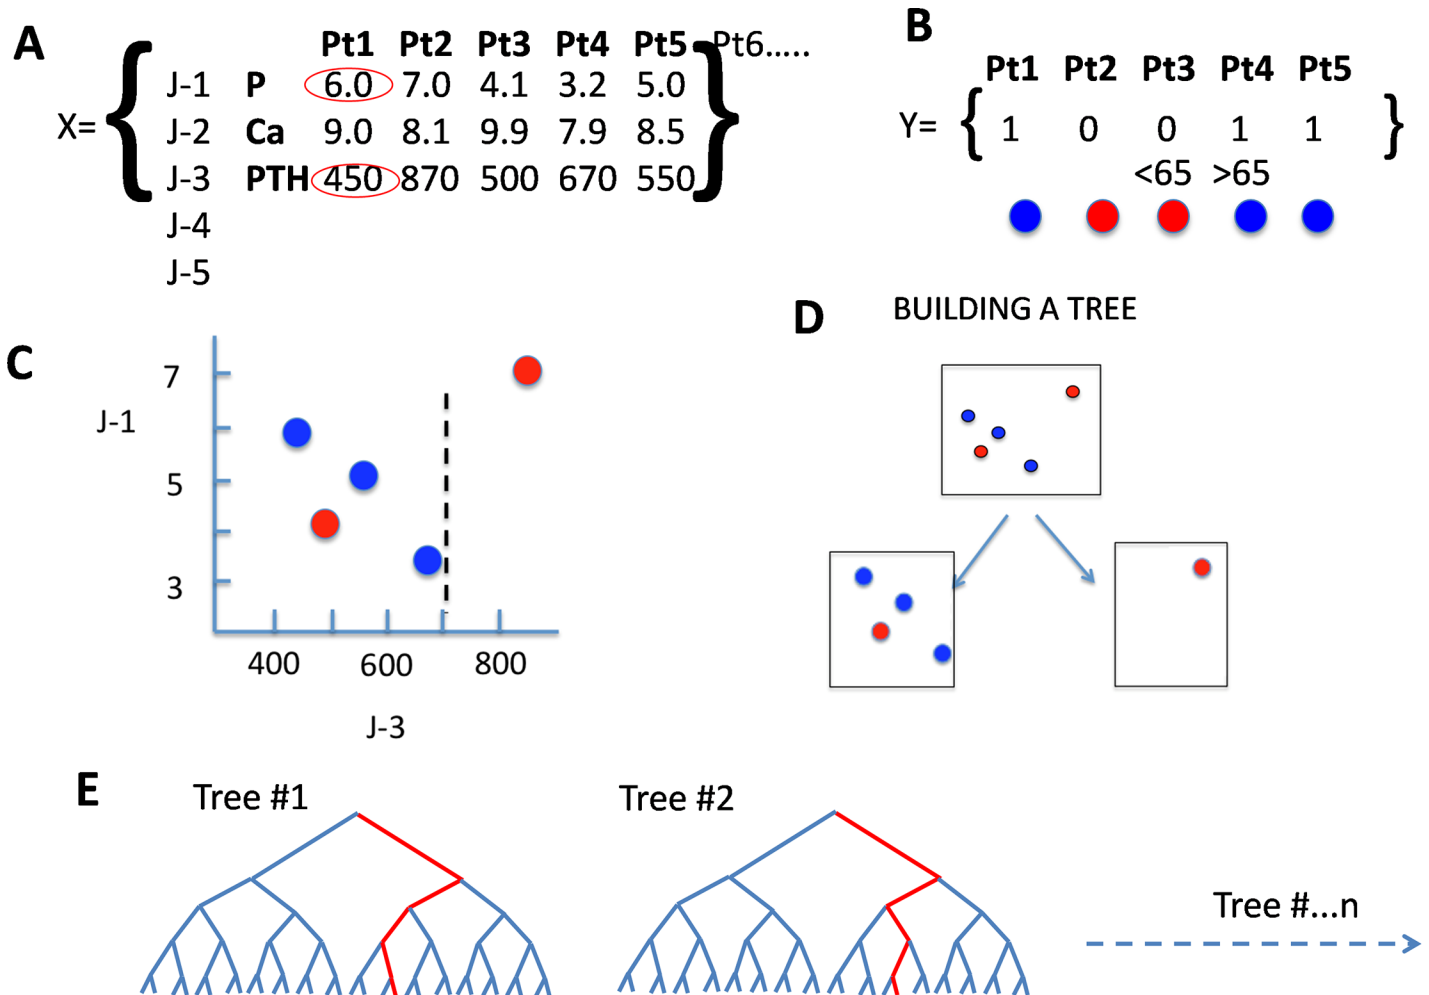 A
Pt1 Pt2 Pt3 Pt4 Pt5 Pt6.....
J-1 P 6.0 7.0 4.1 3.2 5.0
X= { J-2 Ca 9.0 8.1 9.9 7.9 8.5 }
J-3 PTH 450 870 500 670 550
J-4
J-5
B
Pt1 Pt2 Pt3 Pt4 Pt5
Y= { 1 0 0 1 1 }
<65 >65
C
7
J-1
5
3
400 600 800
J-3
D BUILDING A TREE
E Tree #1 Tree #2
Tree #...n